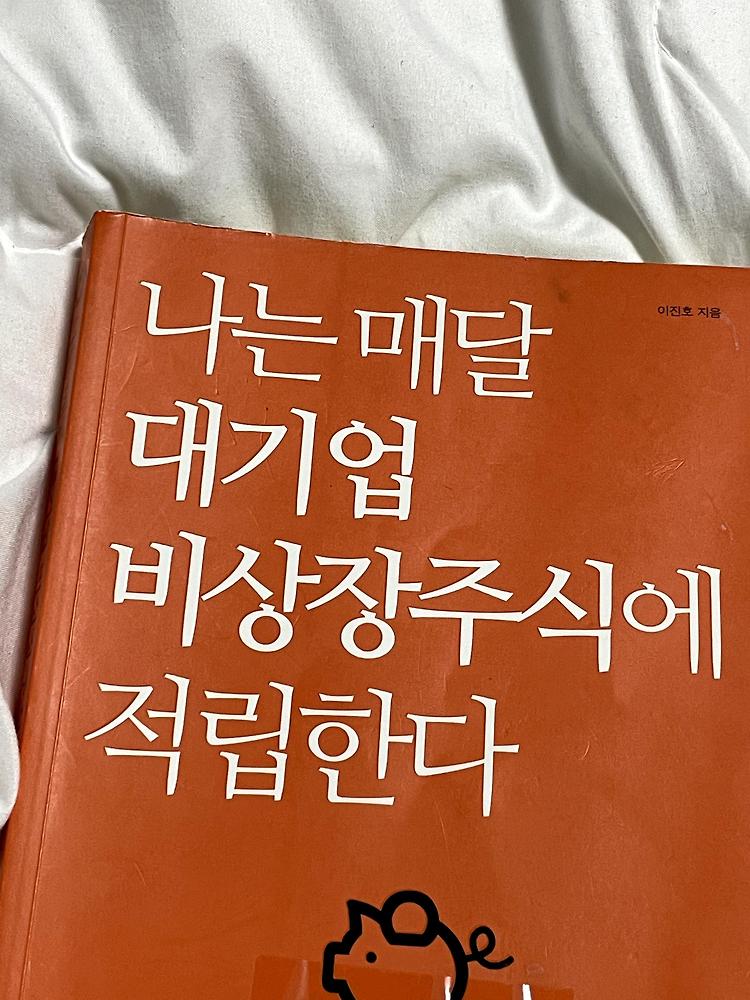 이진호 지음
나는 매달
대기업
비상장주식에
적립한다